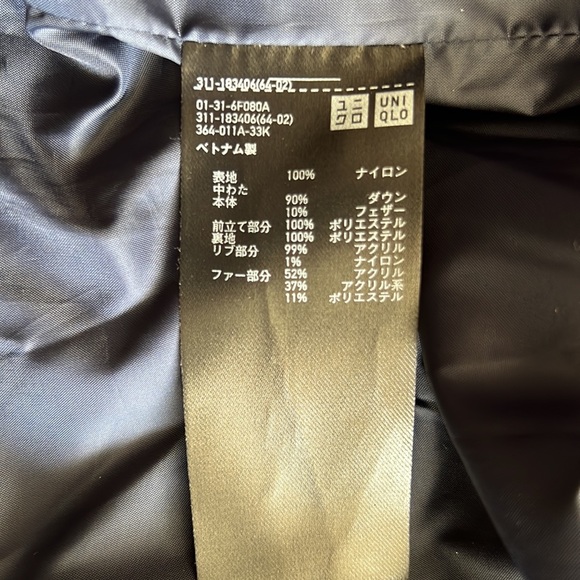 311-183406(64-02)
01-31-6F080A
311-183406(64-02)
364-011A-33K
ユニクロ UNIQLO
ベトナム製
表地 100% ナイロン
中わた
本体 90% ダウン
10% フェザー
前立て部分 100% ポリエステル
裏地 100% ポリエステル
リブ部分 99% アクリル
1% ナイロン
ファー部分 52% アクリル
37% アクリル系
11% ポリエステル